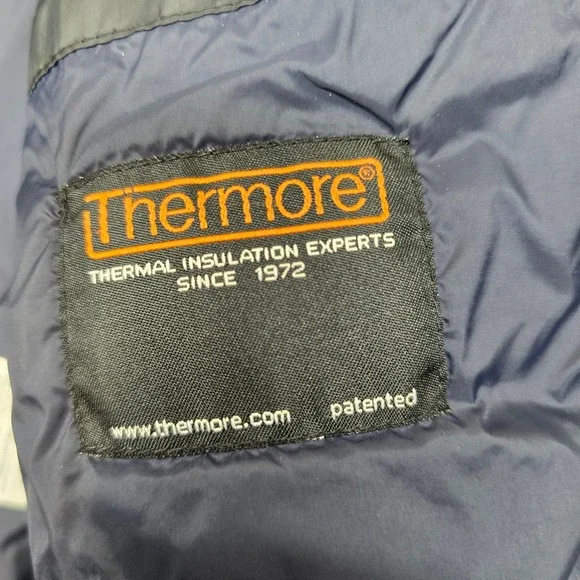 Thermore®
THERMAL INSULATION EXPERTS
SINCE 1972
www.thermore.com patented